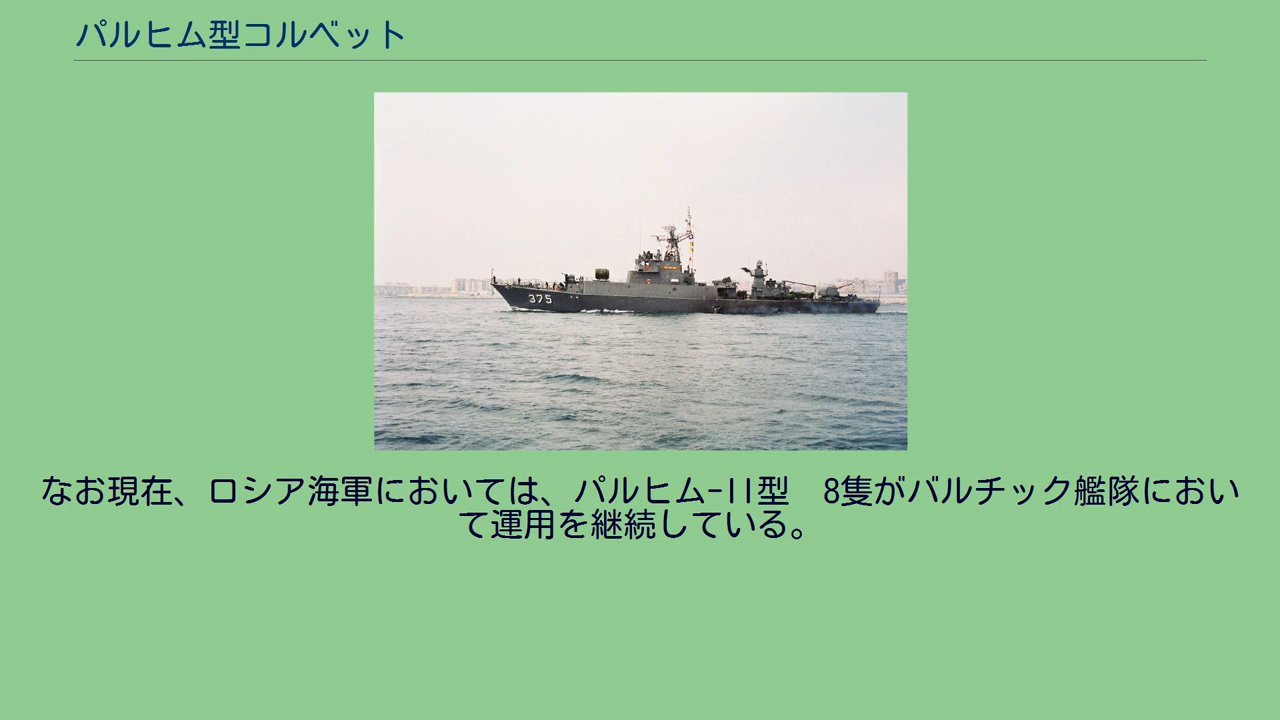 パルヒム型コルベット
375
なお現在、ロシア海軍においては、パルヒム-II型　8隻がバルチック艦隊におい
て運用を継続している。